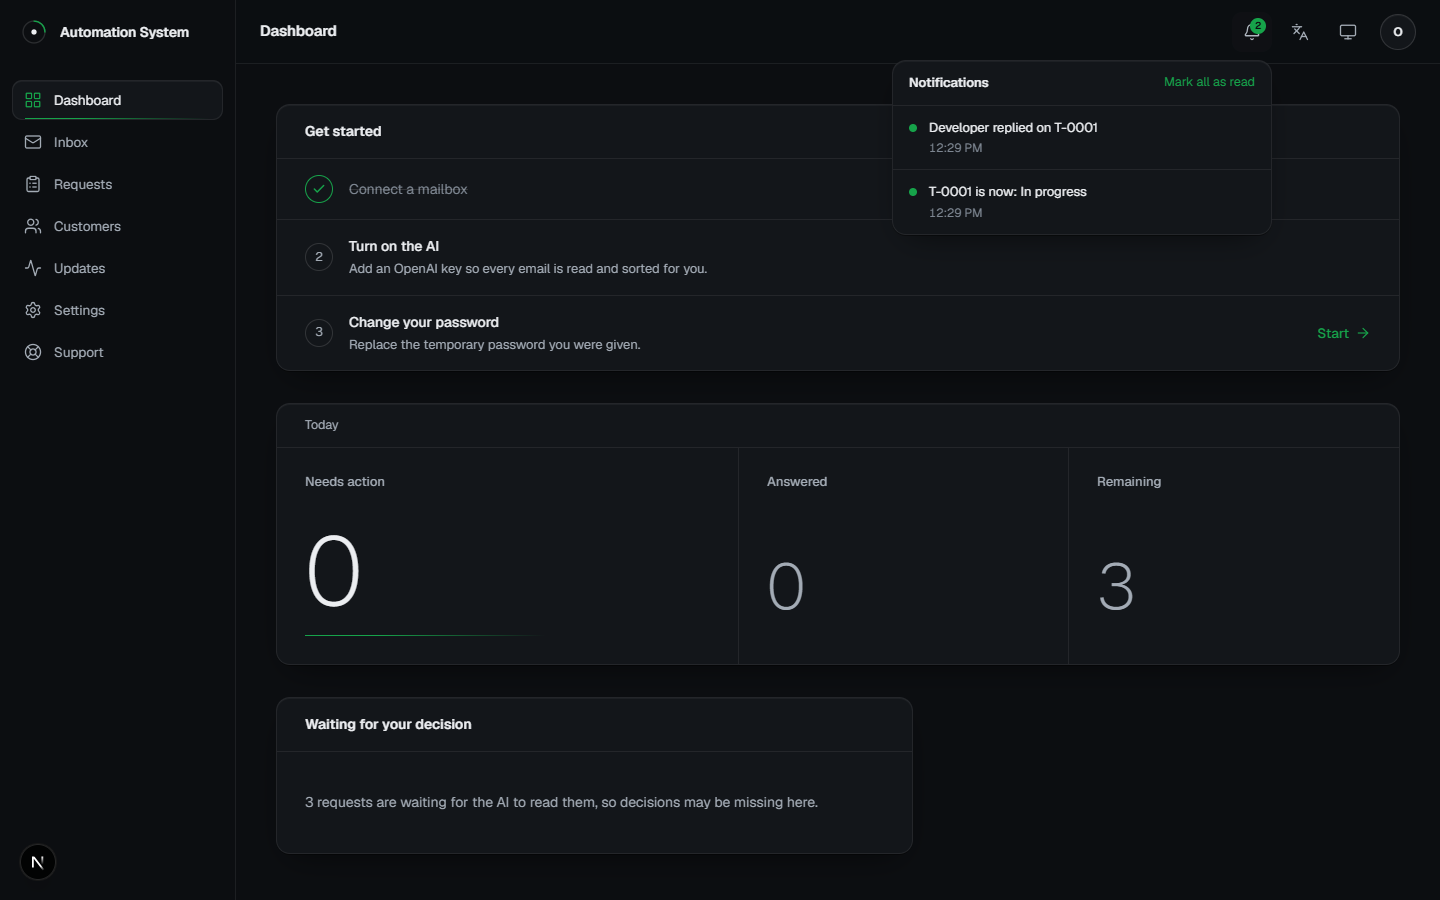 Automation System
Dashboard
Inbox
Requests
Customers
Updates
Settings
Support
N
Dashboard
2
O
Notifications
Mark all as read
Developer replied on T-0001
12:29 PM
T-0001 is now: In progress
12:29 PM
Get started
Connect a mailbox
2
Turn on the AI
Add an OpenAI key so every email is read and sorted for you.
3
Change your password
Replace the temporary password you were given.
Start
Today
Needs action
0
Answered
0
Remaining
3
Waiting for your decision
3 requests are waiting for the AI to read them, so decisions may be missing here.